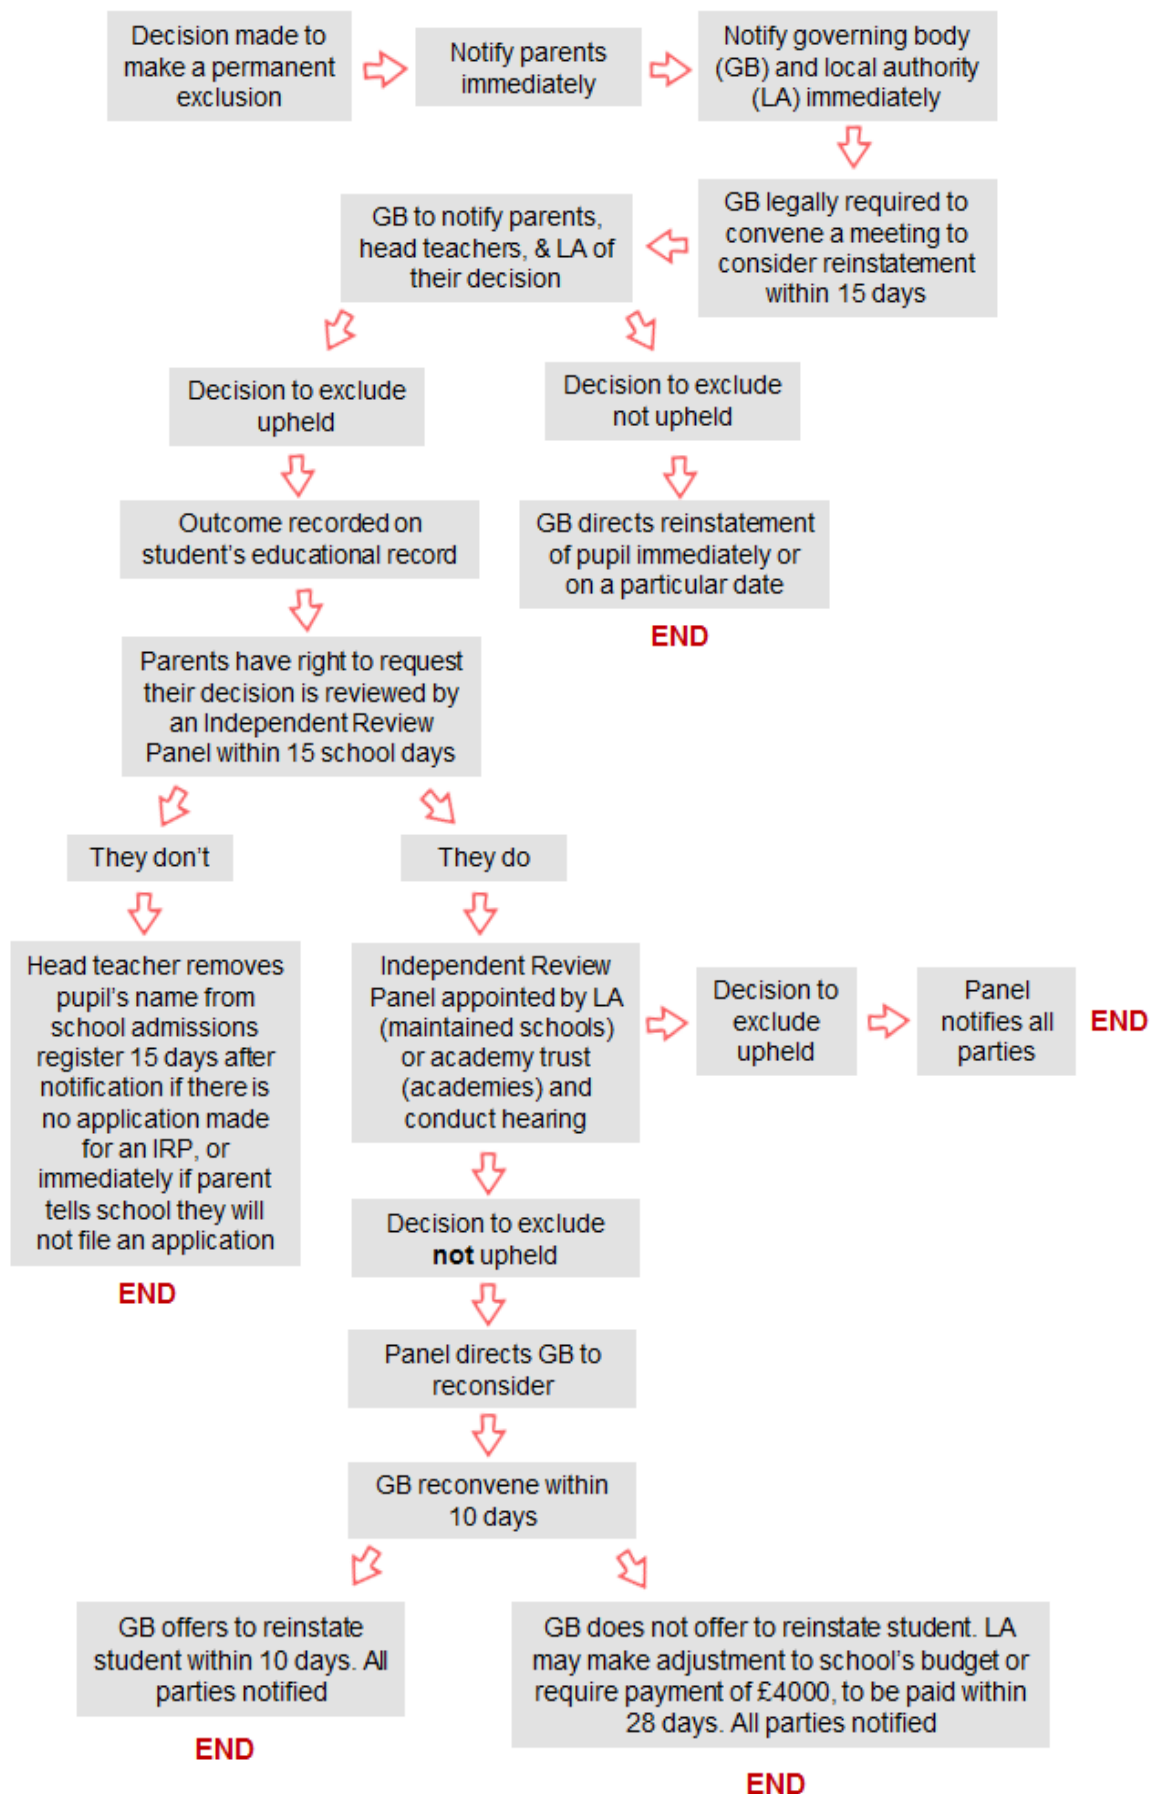 Decision made to
make a permanent
exclusion
Notify parents
immediately
Notify governing body
(GB) and local authority
(LA) immediately
GB legally required to
convene a meeting to
consider reinstatement
within 15 days
GB to notify parents,
head teachers, & LA of
their decision
Decision to exclude
upheld
Decision to exclude
not upheld
Outcome recorded on
student's educational record
GB directs reinstatement
of pupil immediately or
on a particular date
END
Parents have right to request
their decision is reviewed by
an Independent Review
Panel within 15 school days
They don't
They do
Head teacher removes
pupil's name from
school admissions
register 15 days after
notification if there is
no application made
for an IRP, or
immediately if parent
tells school they will
not file an application
END
Independent Review
Panel appointed by LA
(maintained schools)
or academy trust
(academies) and
conduct hearing
Decision to
exclude
upheld
Panel
notifies all
parties
END
Decision to exclude
not upheld
Panel directs GB to
reconsider
GB reconvene within
10 days
GB offers to reinstate
student within 10 days. All
parties notified
END
GB does not offer to reinstate student. LA
may make adjustment to school's budget or
require payment of £4000, to be paid within
28 days. All parties notified
END